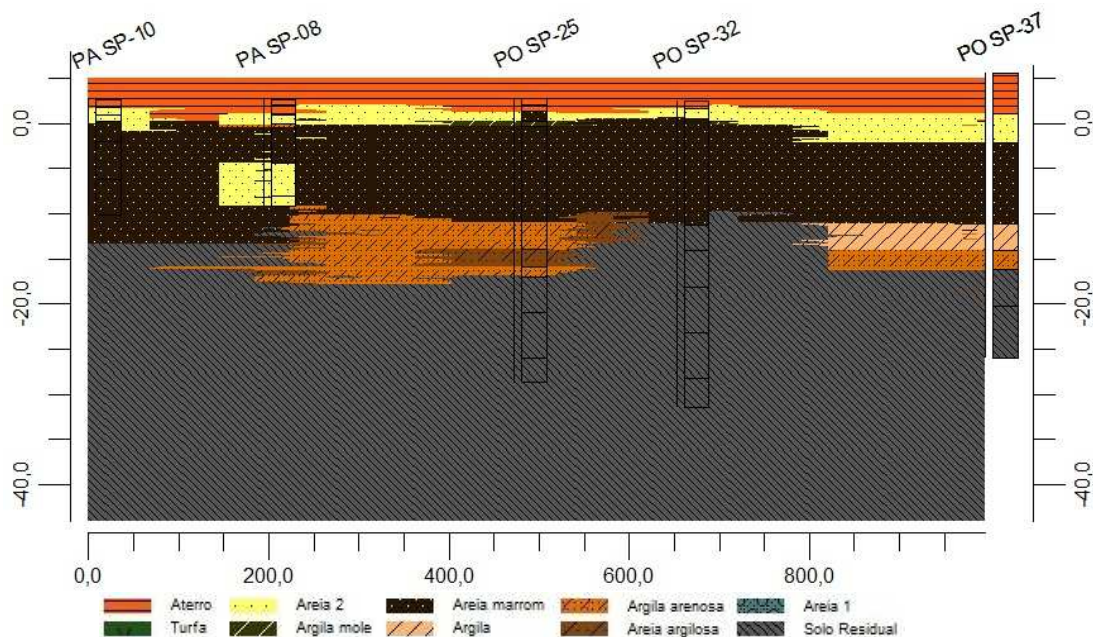 PA SP-10
PA SP-08
PO SP-25
PO SP-32
PO SP-37
0,0
-20,0
-40,0
0,0
-20,0
-40,0
0,0 200,0 400,0 600,0 800,0
Aterro Areia 2 Areia marrom Argila arenosa Areia 1
Turfa Argila mole Argila Areia argilosa Solo Residual